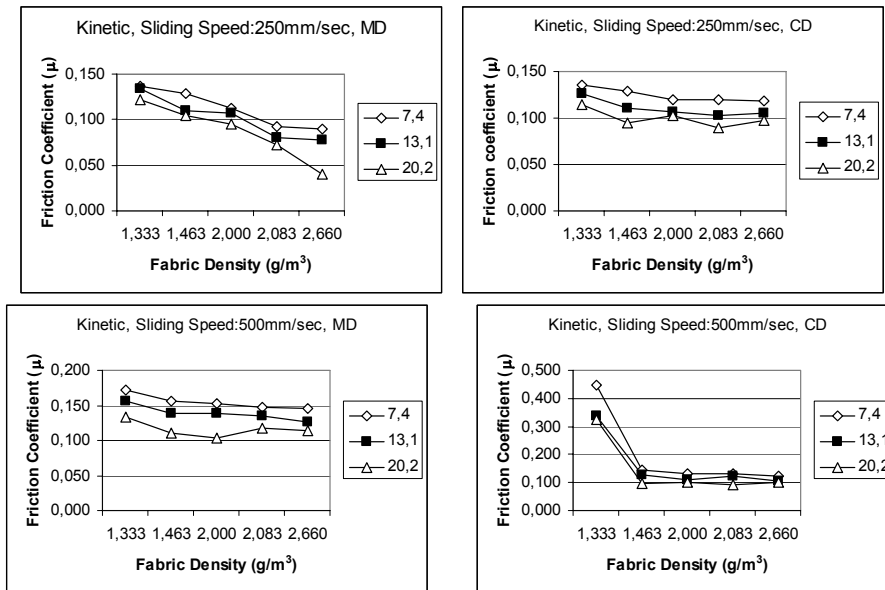 Kinetic, Sliding Speed:250mm/sec, MD
Friction Coefficient (μ)
0,150
0,100
0,050
0,000
1,333 1,463 2,000 2,083 2,660
Fabric Density (g/m³)
7,4
13,1
20,2
Kinetic, Sliding Speed:250mm/sec, CD
Friction coefficient (μ)
0,150
0,100
0,050
0,000
1,333 1,463 2,000 2,083 2,660
Fabric Density (g/m³)
7,4
13,1
20,2
Kinetic, Sliding Speed:500mm/sec, MD
Friction Coefficient (μ)
0,200
0,150
0,100
0,050
0,000
1,333 1,463 2,000 2,083 2,660
Fabric Density (g/m³)
7,4
13,1
20,2
Kinetic, Sliding Speed:500mm/sec, CD
Friction Coefficient (μ)
0,500
0,400
0,300
0,200
0,100
0,000
1,333 1,463 2,000 2,083 2,660
Fabric Density (g/m³)
7,4
13,1
20,2